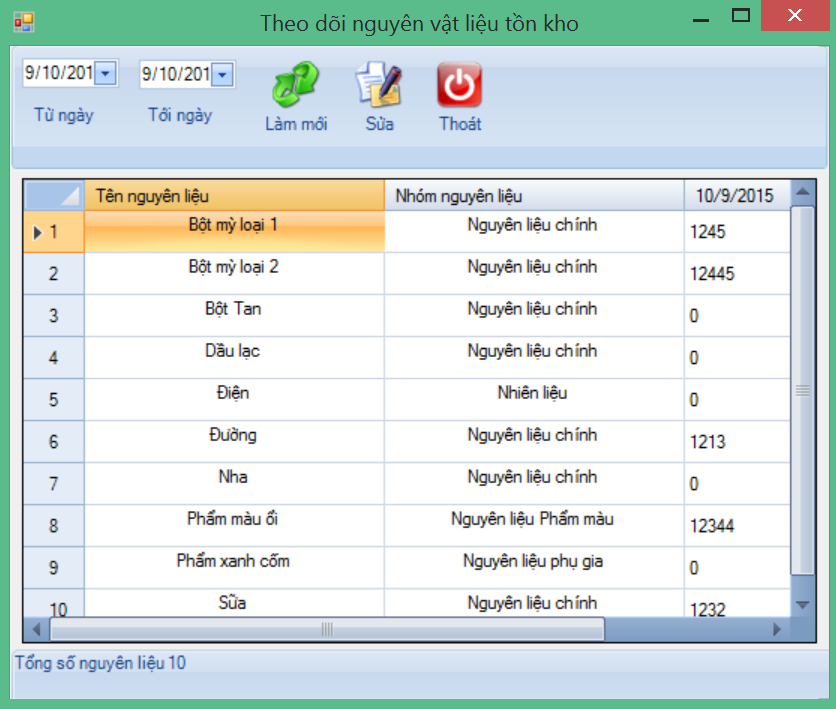 Theo dõi nguyên vật liệu tồn kho
9/10/201 9/10/201
Từ ngày Tới ngày Làm mới Sửa Thoát
Tên nguyên liệu Nhóm nguyên liệu 10/9/2015
1 Bột mỳ loại 1 Nguyên liệu chính 1245
2 Bột mỳ loại 2 Nguyên liệu chính 12445
3 Bột Tan Nguyên liệu chính 0
4 Dầu lạc Nguyên liệu chính 0
5 Điện Nhiên liệu 0
6 Đường Nguyên liệu chính 1213
7 Nha Nguyên liệu chính 0
8 Phẩm màu ổi Nguyên liệu Phẩm màu 12344
9 Phẩm xanh cốm Nguyên liệu phụ gia 0
10 Sữa Nguyên liệu chính 1232
Tổng số nguyên liệu 10